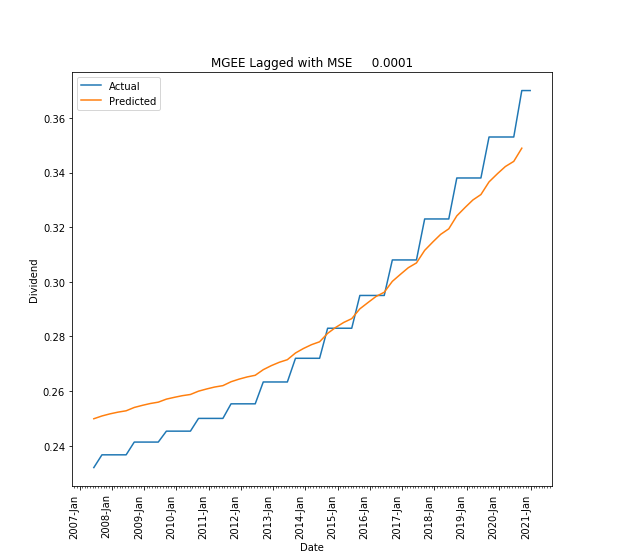 MGEE Lagged with MSE 0.0001
Actual
Predicted
0.36
0.34
0.32
0.30
0.28
0.26
0.24
Dividend
2007-Jan
2008-Jan
2009-Jan
2010-Jan
2011-Jan
2012-Jan
2013-Jan
2014-Jan
2015-Jan
2016-Jan
2017-Jan
2018-Jan
2019-Jan
2020-Jan
2021-Jan
Date